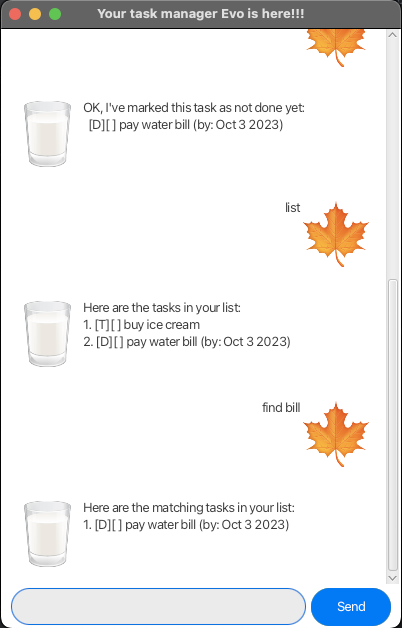 Your task manager Evo is here!!!
OK, I've marked this task as not done yet:
[D][ ] pay water bill (by: Oct 3 2023)
list
Here are the tasks in your list:
1. [T][ ] buy ice cream
2. [D][ ] pay water bill (by: Oct 3 2023)
find bill
Here are the matching tasks in your list:
1. [D][ ] pay water bill (by: Oct 3 2023)
Send